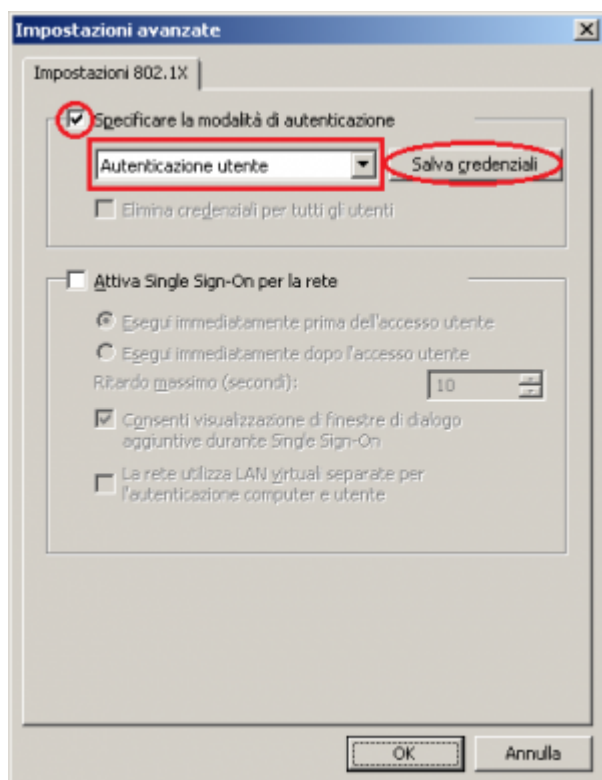 Impostazioni avanzate
Impostazioni 802.1X
Specificare la modalità di autenticazione
Autenticazione utente
Salva credenziali
Elimina credenziali per tutti gli utenti
Attiva Single Sign-On per la rete
Esegui immediatamente prima dell'accesso utente
Esegui immediatamente dopo l'accesso utente
Ritardo massimo (secondi):
10
Consenti visualizzazione di finestre di dialogo
aggiuntive durante Single Sign-On
La rete utilizza LAN virtual separate per
l'autenticazione computer e utente
OK
Annulla